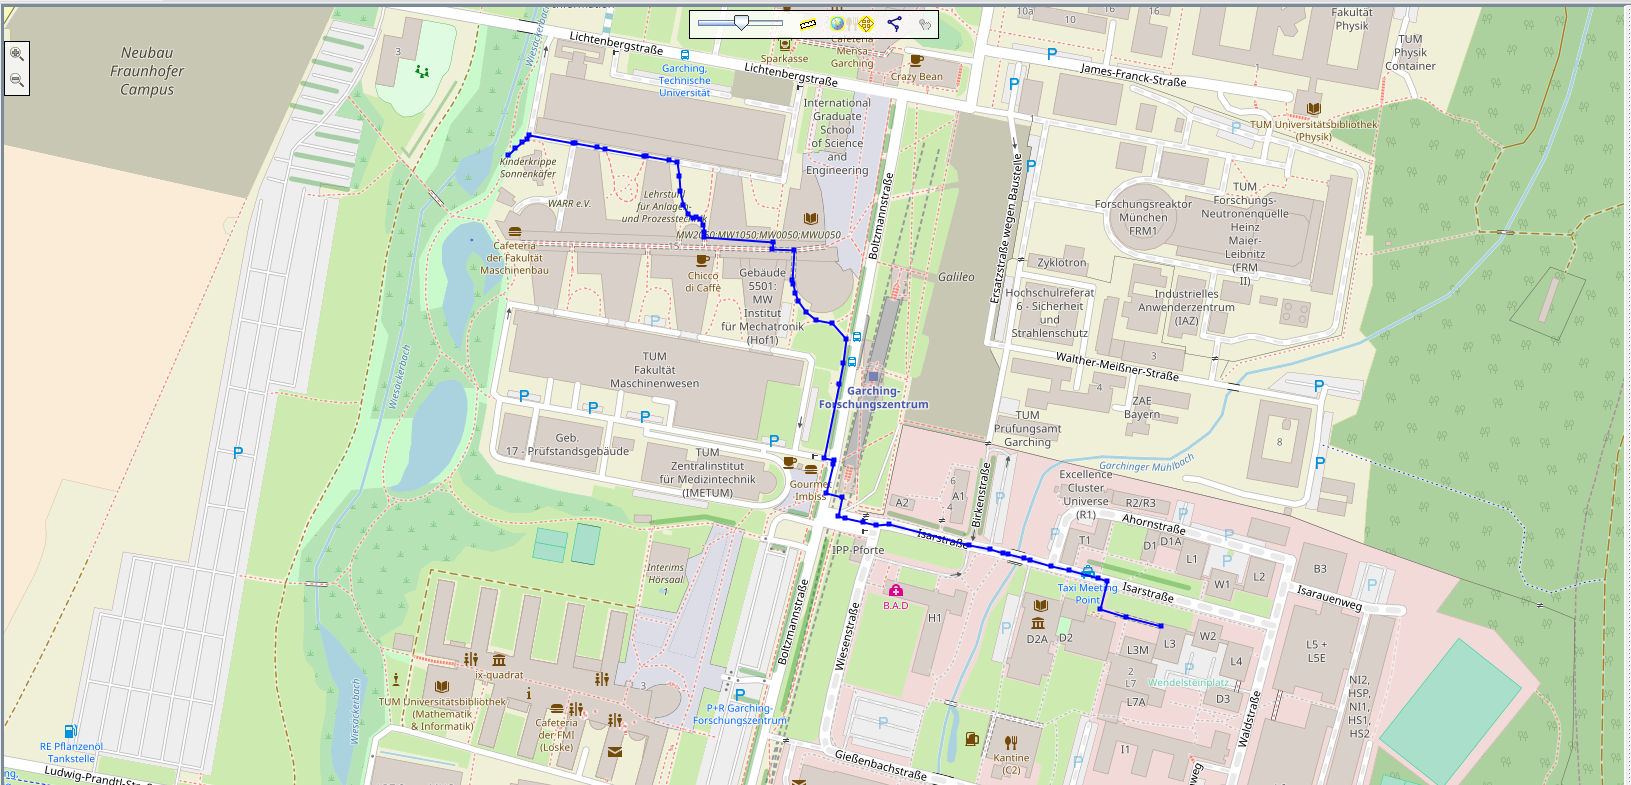 Neubau
Fraunhofer
Campus
3
Wiesäckerbach
Lichtenbergstraße
Garching,
Technische
Universität
Lichtenbergstraße
Sparkasse
Cafeteria
Mensa
Garching
Crazy Bean
10a
10
16
16
Fakultät
Physik
TUM
Physik
Container
James-Franck-Straße
1
TUM Universitätsbibliothek
(Physik)
International
Graduate
School
of Science
and
Engineering
Kinderkrippe
Sonnenkäfer
WARR e.V.
Lehrstuhl
für Anlagen-
und Prozesstechnik
15
Cafeteria
der Fakultät
Maschinenbau
Chicco
di Caffè
Gebäude
5501:
MW
Institut
für Mechatronik
(Hof1)
Boltzmannstraße
Galileo
Ersatzstraße wegen Baustelle
1
Forschungsreaktor
München
FRM1
TUM
Forschungs-
Neutronenquelle
Heinz
Maier-
Leibnitz
(FRM
II)
Zyklotron
Hochschulreferat
6 - Sicherheit
und
Strahlenschutz
Industrielles
Anwenderzentrum
(IAZ)
Walther-Meißner-Straße
3
4
ZAE
Bayern
TUM
Prüfungsamt
Garching
8
Garchinger Mühlbach
TUM
Fakultät
Maschinenwesen
Wiesäckerbach
Garching-
Forschungszentrum
Geb.
17 - Prüfstandsgebäude
TUM
Zentralinstitut
für Medizintechnik
(IMETUM)
Gourmet
Imbiss
A2
6
A1
4
Birkenstraße
Excellence
Cluster
Universe
(R1)
R2/R3
Ahornstraße
T1
D1
D1A
L1
W1
L2
B3
Isarauenweg
Isarstraße
IPP-Pforte
Interims
Hörsaal
1
B.A.D
H1
Taxi Meeting
Point
Isarstraße
D2A
D2
L3M
L3
W2
2
L7
L4
Wendelsteinplatz
L7A
D3
L5 +
L5E
NI2,
HSP,
NI1,
HS1,
HS2
Waldstraße
Boltzmannstraße
Wiesenstraße
ix-quadrat
3
TUM Universitätsbibliothek
(Mathematik
& Informatik)
Cafeteria
der FMI
(Loske)
P+R Garching-
Forschungszentrum
RE Pflanzenöl
Tankstelle
Wiesäckerbach
Kantine
(C2)
I1
Gießenbachstraße